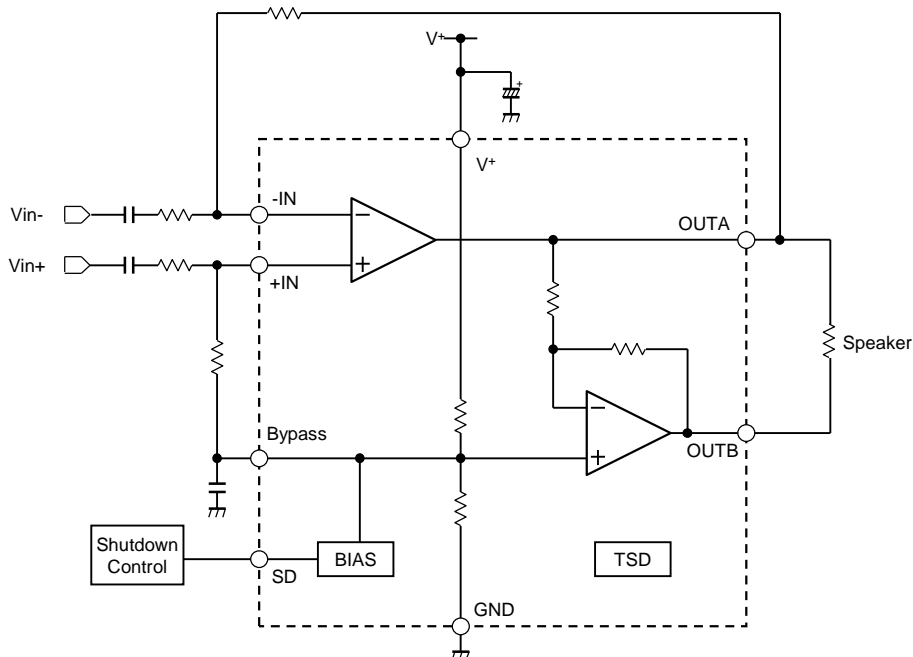 V+
+
V+
-IN
Vin-
OUTA
Vin+
+IN
−
+
Speaker
Bypass
−
+
OUTB
Shutdown
Control
SD
BIAS
TSD
GND